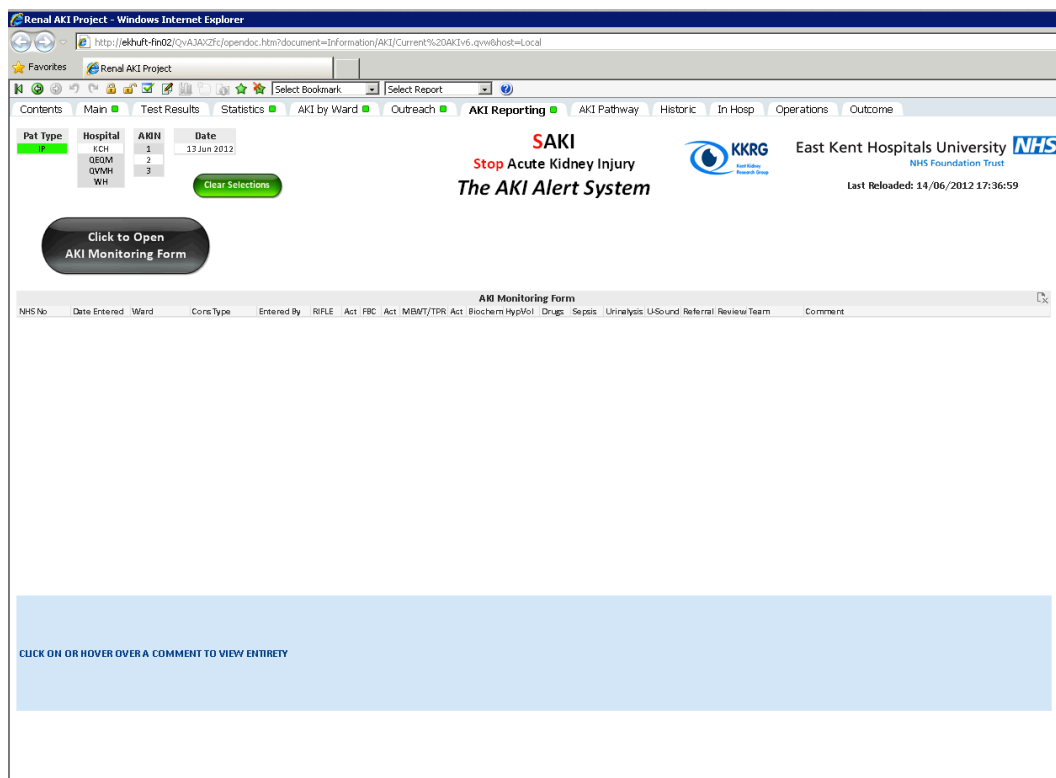 Renal AKI Project - Windows Internet Explorer
http://ekhuft-fin02/QvAJAXZfc/opendoc.htm?document=Information/AKI/Current%20AKIv6.qvw&host=Local
Favorites Renal AKI Project
Select Bookmark Select Report
Contents Main Test Results Statistics AKI by Ward Outreach AKI Reporting AKI Pathway Historic In Hosp Operations Outcome
Pat Type Hospital AKIN Date
IP KCH 1 13 Jun 2012
QEQM 2
QVMH 3
WH
Clear Selections
SAKI
Stop Acute Kidney Injury
The AKI Alert System
KKRG
Kent Kidney
Research Group
East Kent Hospitals University NHS
NHS Foundation Trust
Last Reloaded: 14/06/2012 17:36:59
Click to Open
AKI Monitoring Form
AKI Monitoring Form
NHS No Date Entered Ward Cons Type Entered By RIFLE Act FBC Act MEWT/TPR Act Biochem HypVol Drugs Sepsis Urinalysis U-Sound Referral Review Team Comment
CLICK ON OR HOVER OVER A COMMENT TO VIEW ENTIRETY